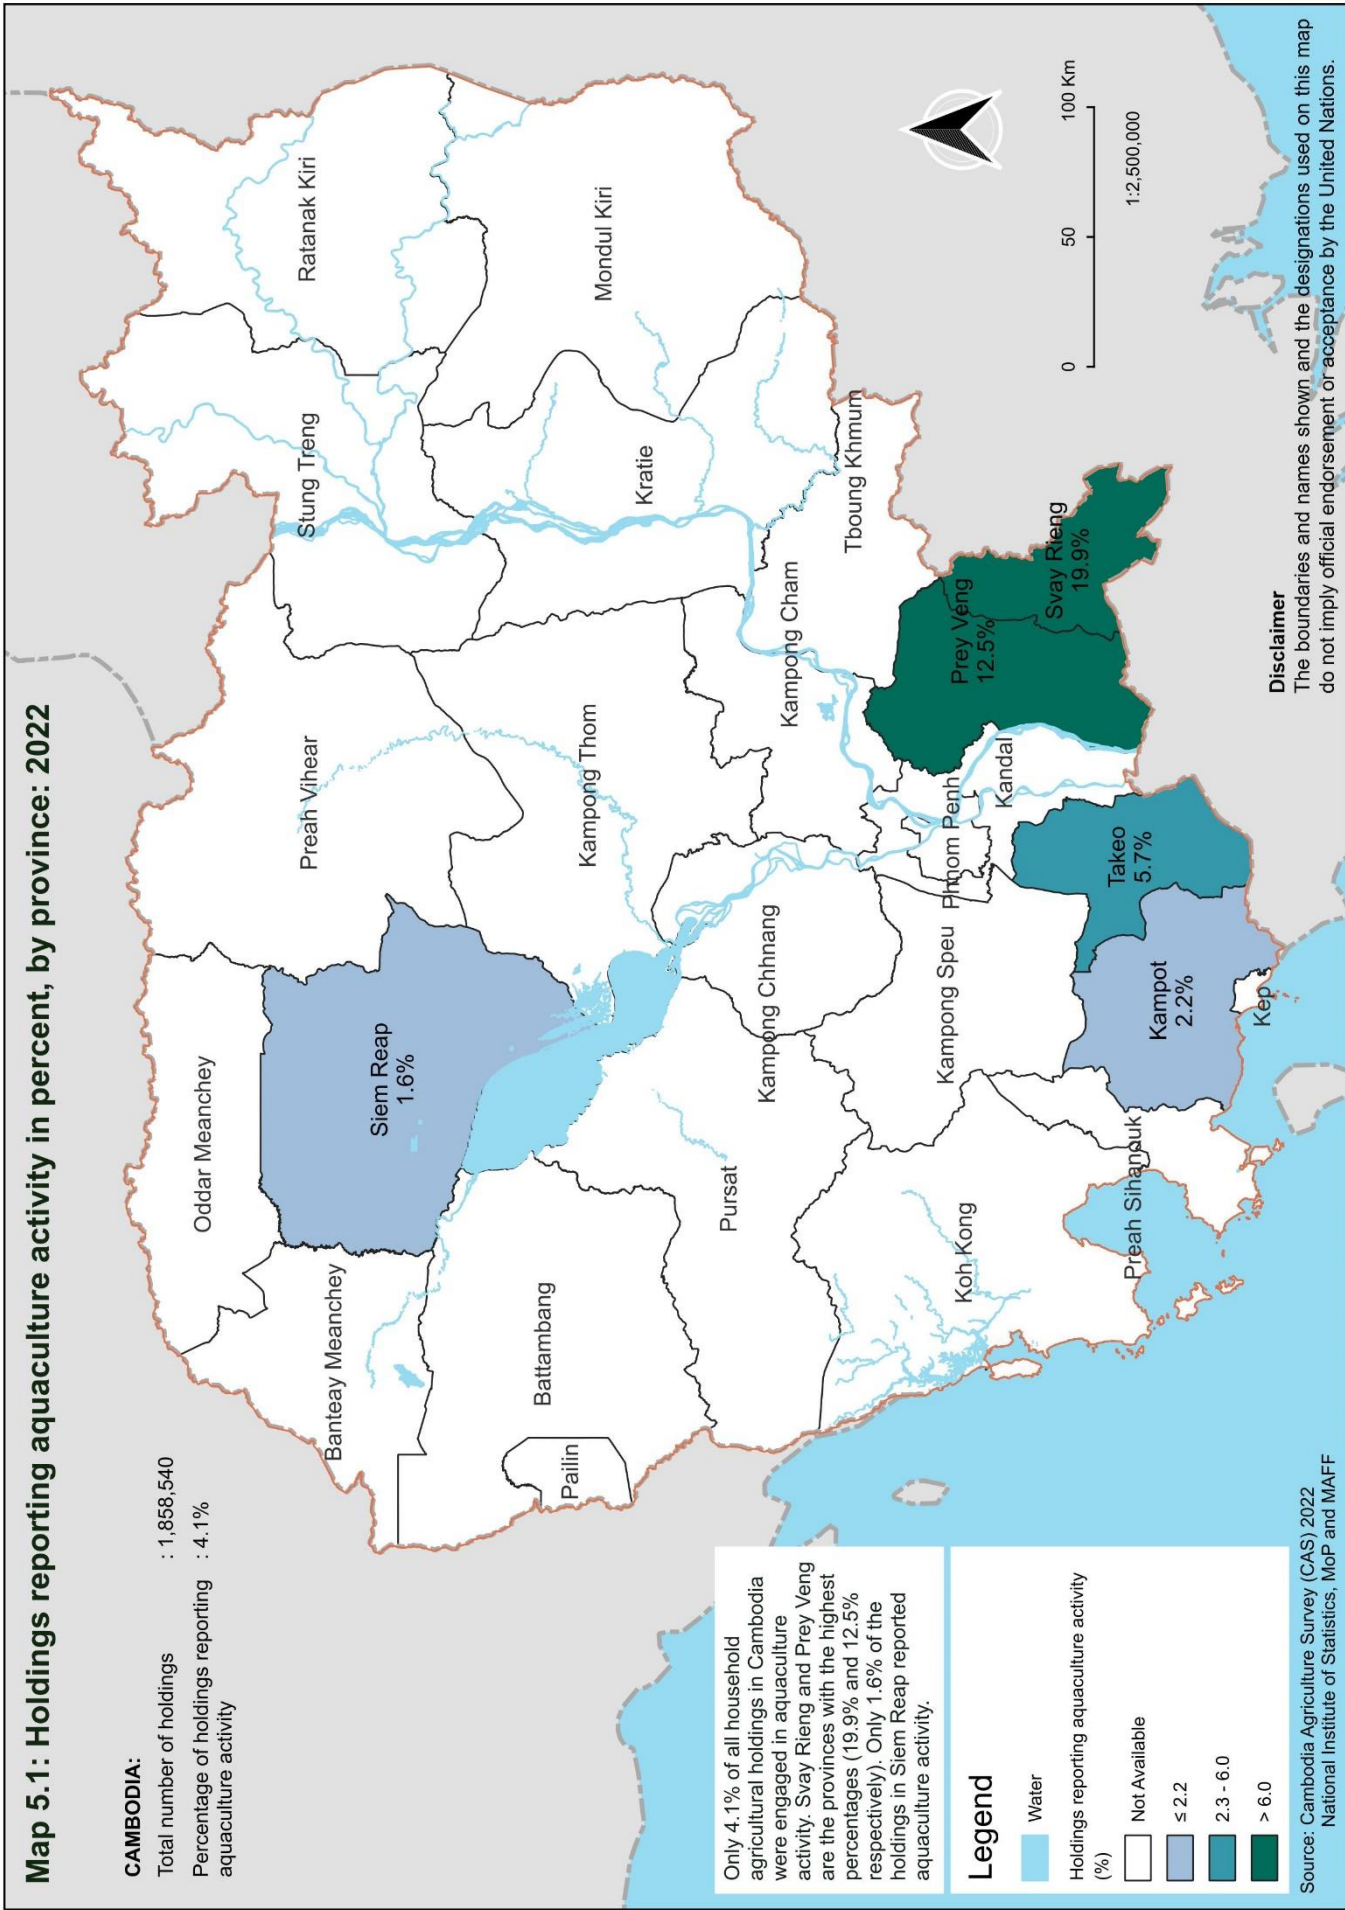 Map 5.1: Holdings reporting aquaculture activity in percent, by province: 2022
CAMBODIA:
Total number of holdings : 1,858,540
Percentage of holdings reporting : 4.1%
aquaculture activity
Oddar Meanchey
Banteay Meanchey
Siem Reap
1.6%
Preah Vihear
Stung Treng
Ratanak Kiri
Battambang
Pailin
Kampong Thom
Kratie
Mondul Kiri
Pursat
Kampong Chhnang
Kampong Cham
Tboung Khmum
Koh Kong
Kampong Speu
Phnom Penh
Kandal
Prey Veng
12.5%
Svay Rieng
19.9%
Preah Sihanouk
Kampot
2.2%
Kep
Takeo
5.7%
0 50 100 Km
1:2,500,000
Only 4.1% of all household
agricultural holdings in Cambodia
were engaged in aquaculture
activity. Svay Rieng and Prey Veng
are the provinces with the highest
percentages (19.9% and 12.5%
respectively). Only 1.6% of the
holdings in Siem Reap reported
aquaculture activity.
Legend
Water
Holdings reporting aquaculture activity
(%)
Not Available
≤ 2.2
2.3 - 6.0
> 6.0
Source: Cambodia Agriculture Survey (CAS) 2022
National Institute of Statistics, MoP and MAFF
Disclaimer
The boundaries and names shown and the designations used on this map
do not imply official endorsement or acceptance by the United Nations.